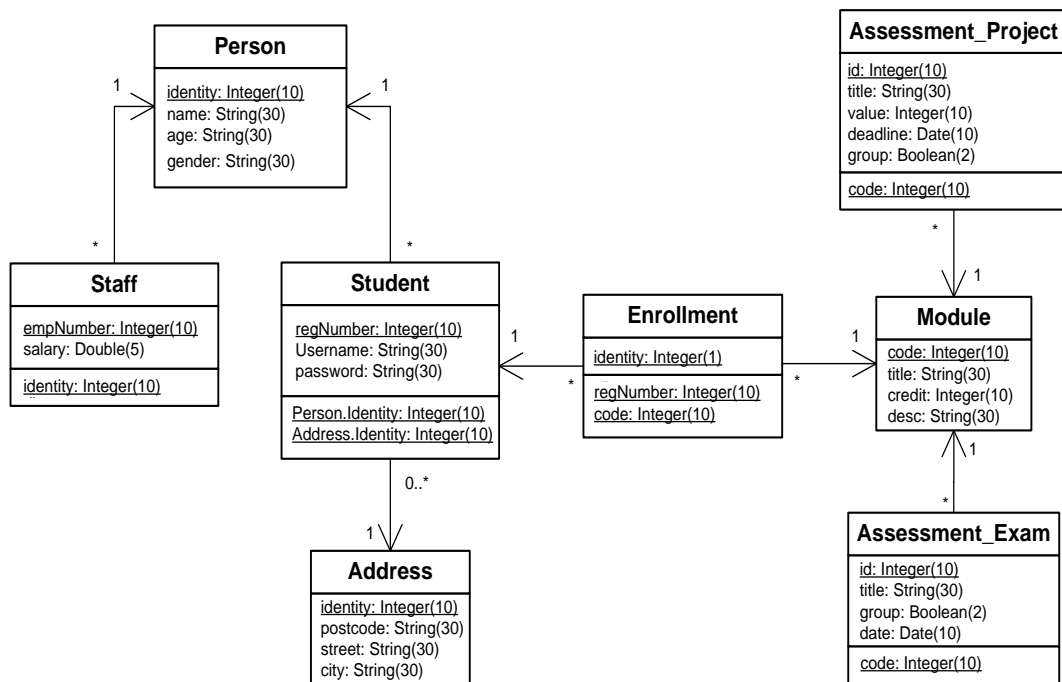 Person
identity: Integer(10)
name: String(30)
age: String(30)
gender: String(30)
1
1
*
*
Staff
empNumber: Integer(10)
salary: Double(5)
identity: Integer(10)
Student
regNumber: Integer(10)
Username: String(30)
password: String(30)
Person.Identity: Integer(10)
Address.Identity: Integer(10)
1
*
0..*
1
Address
identity: Integer(10)
postcode: String(30)
street: String(30)
city: String(30)
Enrollment
identity: Integer(1)
regNumber: Integer(10)
code: Integer(10)
1
*
Assessment_Project
id: Integer(10)
title: String(30)
value: Integer(10)
deadline: Date(10)
group: Boolean(2)
code: Integer(10)
*
1
Module
code: Integer(10)
title: String(30)
credit: Integer(10)
desc: String(30)
1
*
Assessment_Exam
id: Integer(10)
title: String(30)
group: Boolean(2)
date: Date(10)
code: Integer(10)